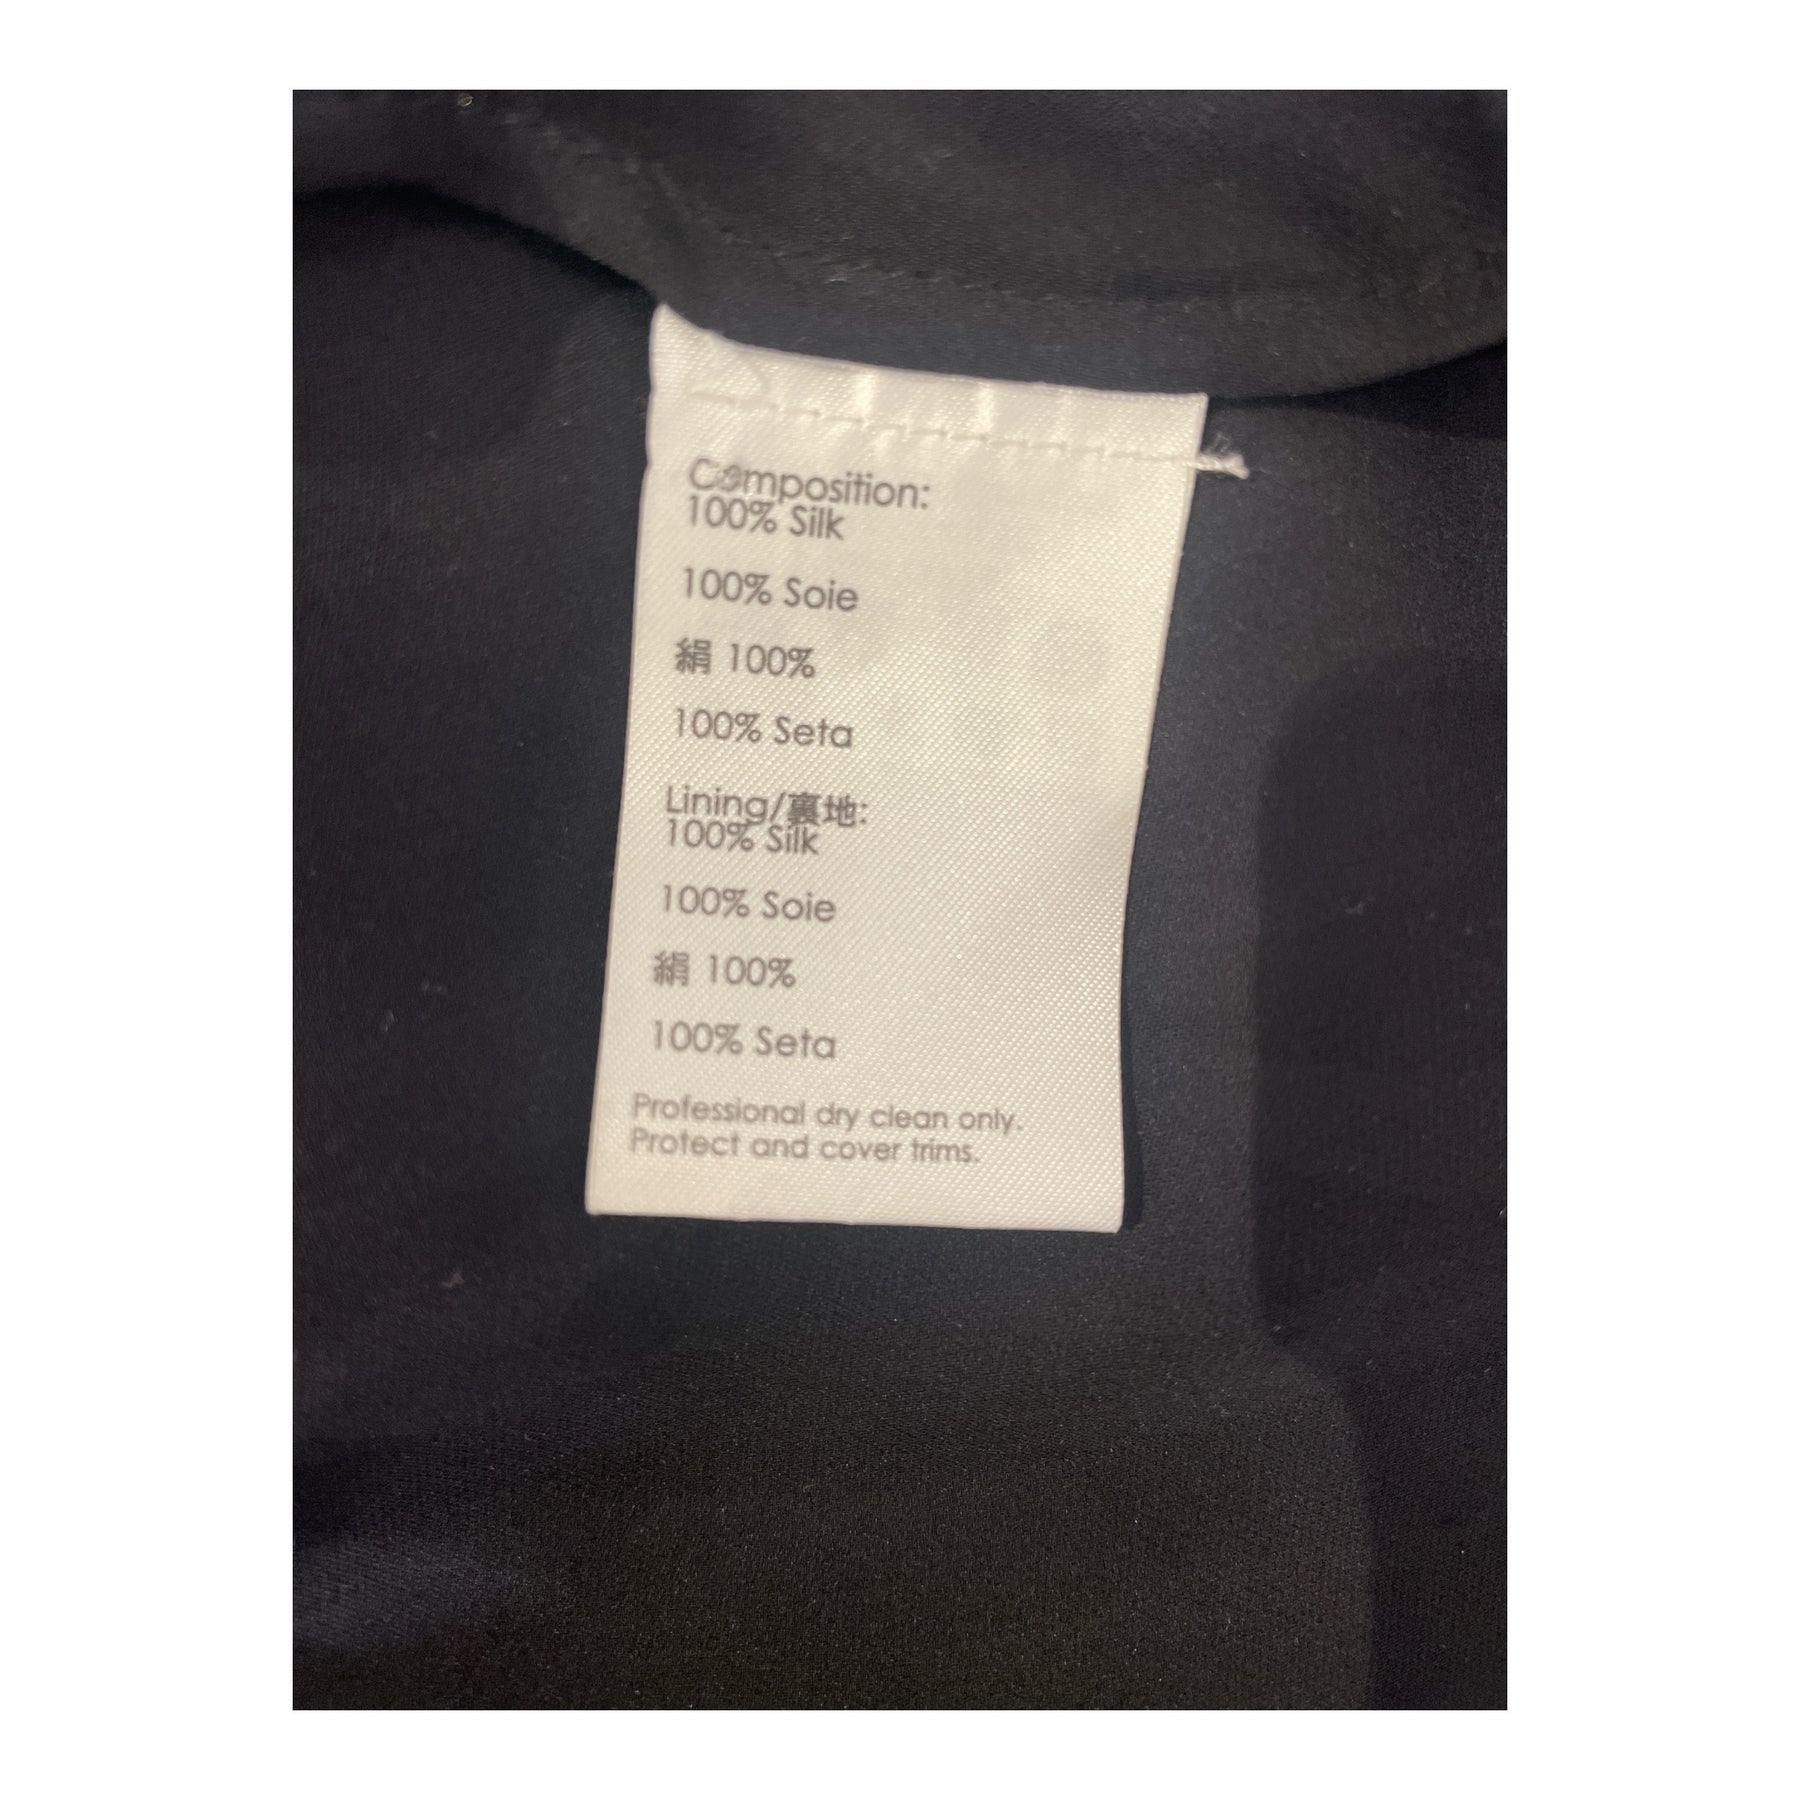 Composition:
100% Silk
100% Soie
絹 100%
100% Seta
Lining/裏地:
100% Silk
100% Soie
絹 100%
100% Seta
Professional dry clean only.
Protect and cover trims.